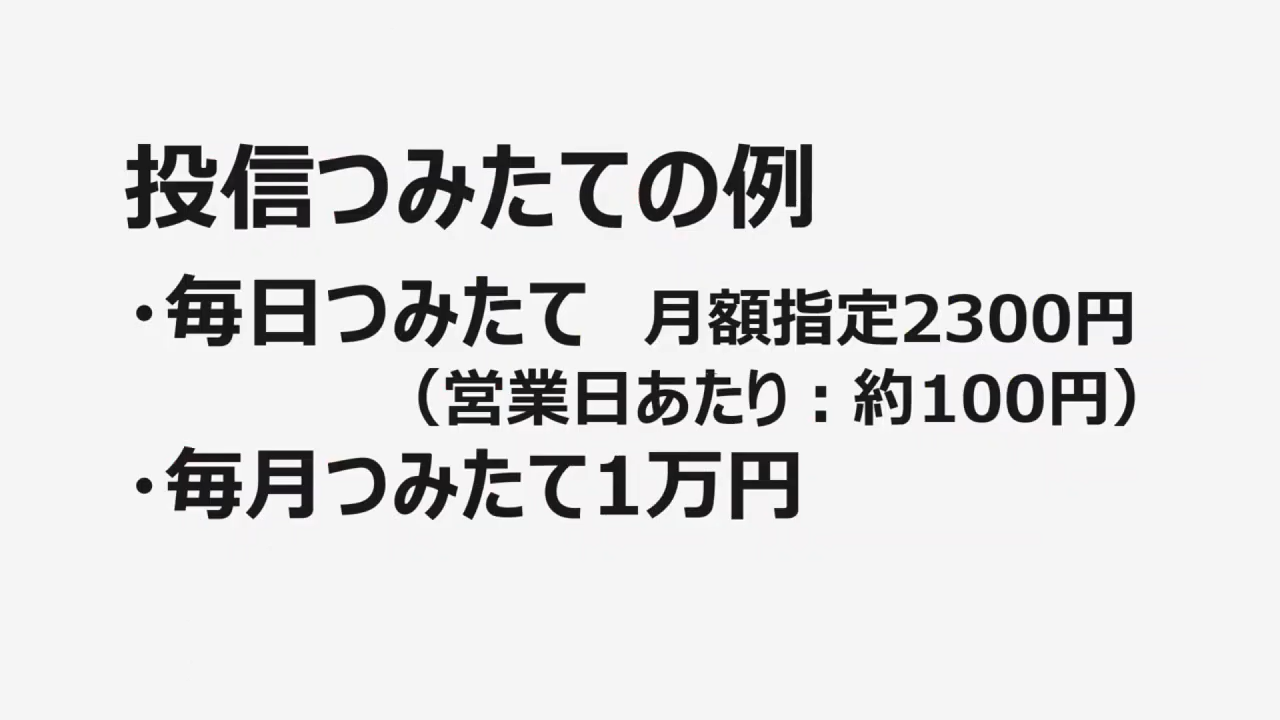 投信つみたての例
・毎日つみたて 月額指定2300円
（営業日あたり：約100円）
・毎月つみたて1万円